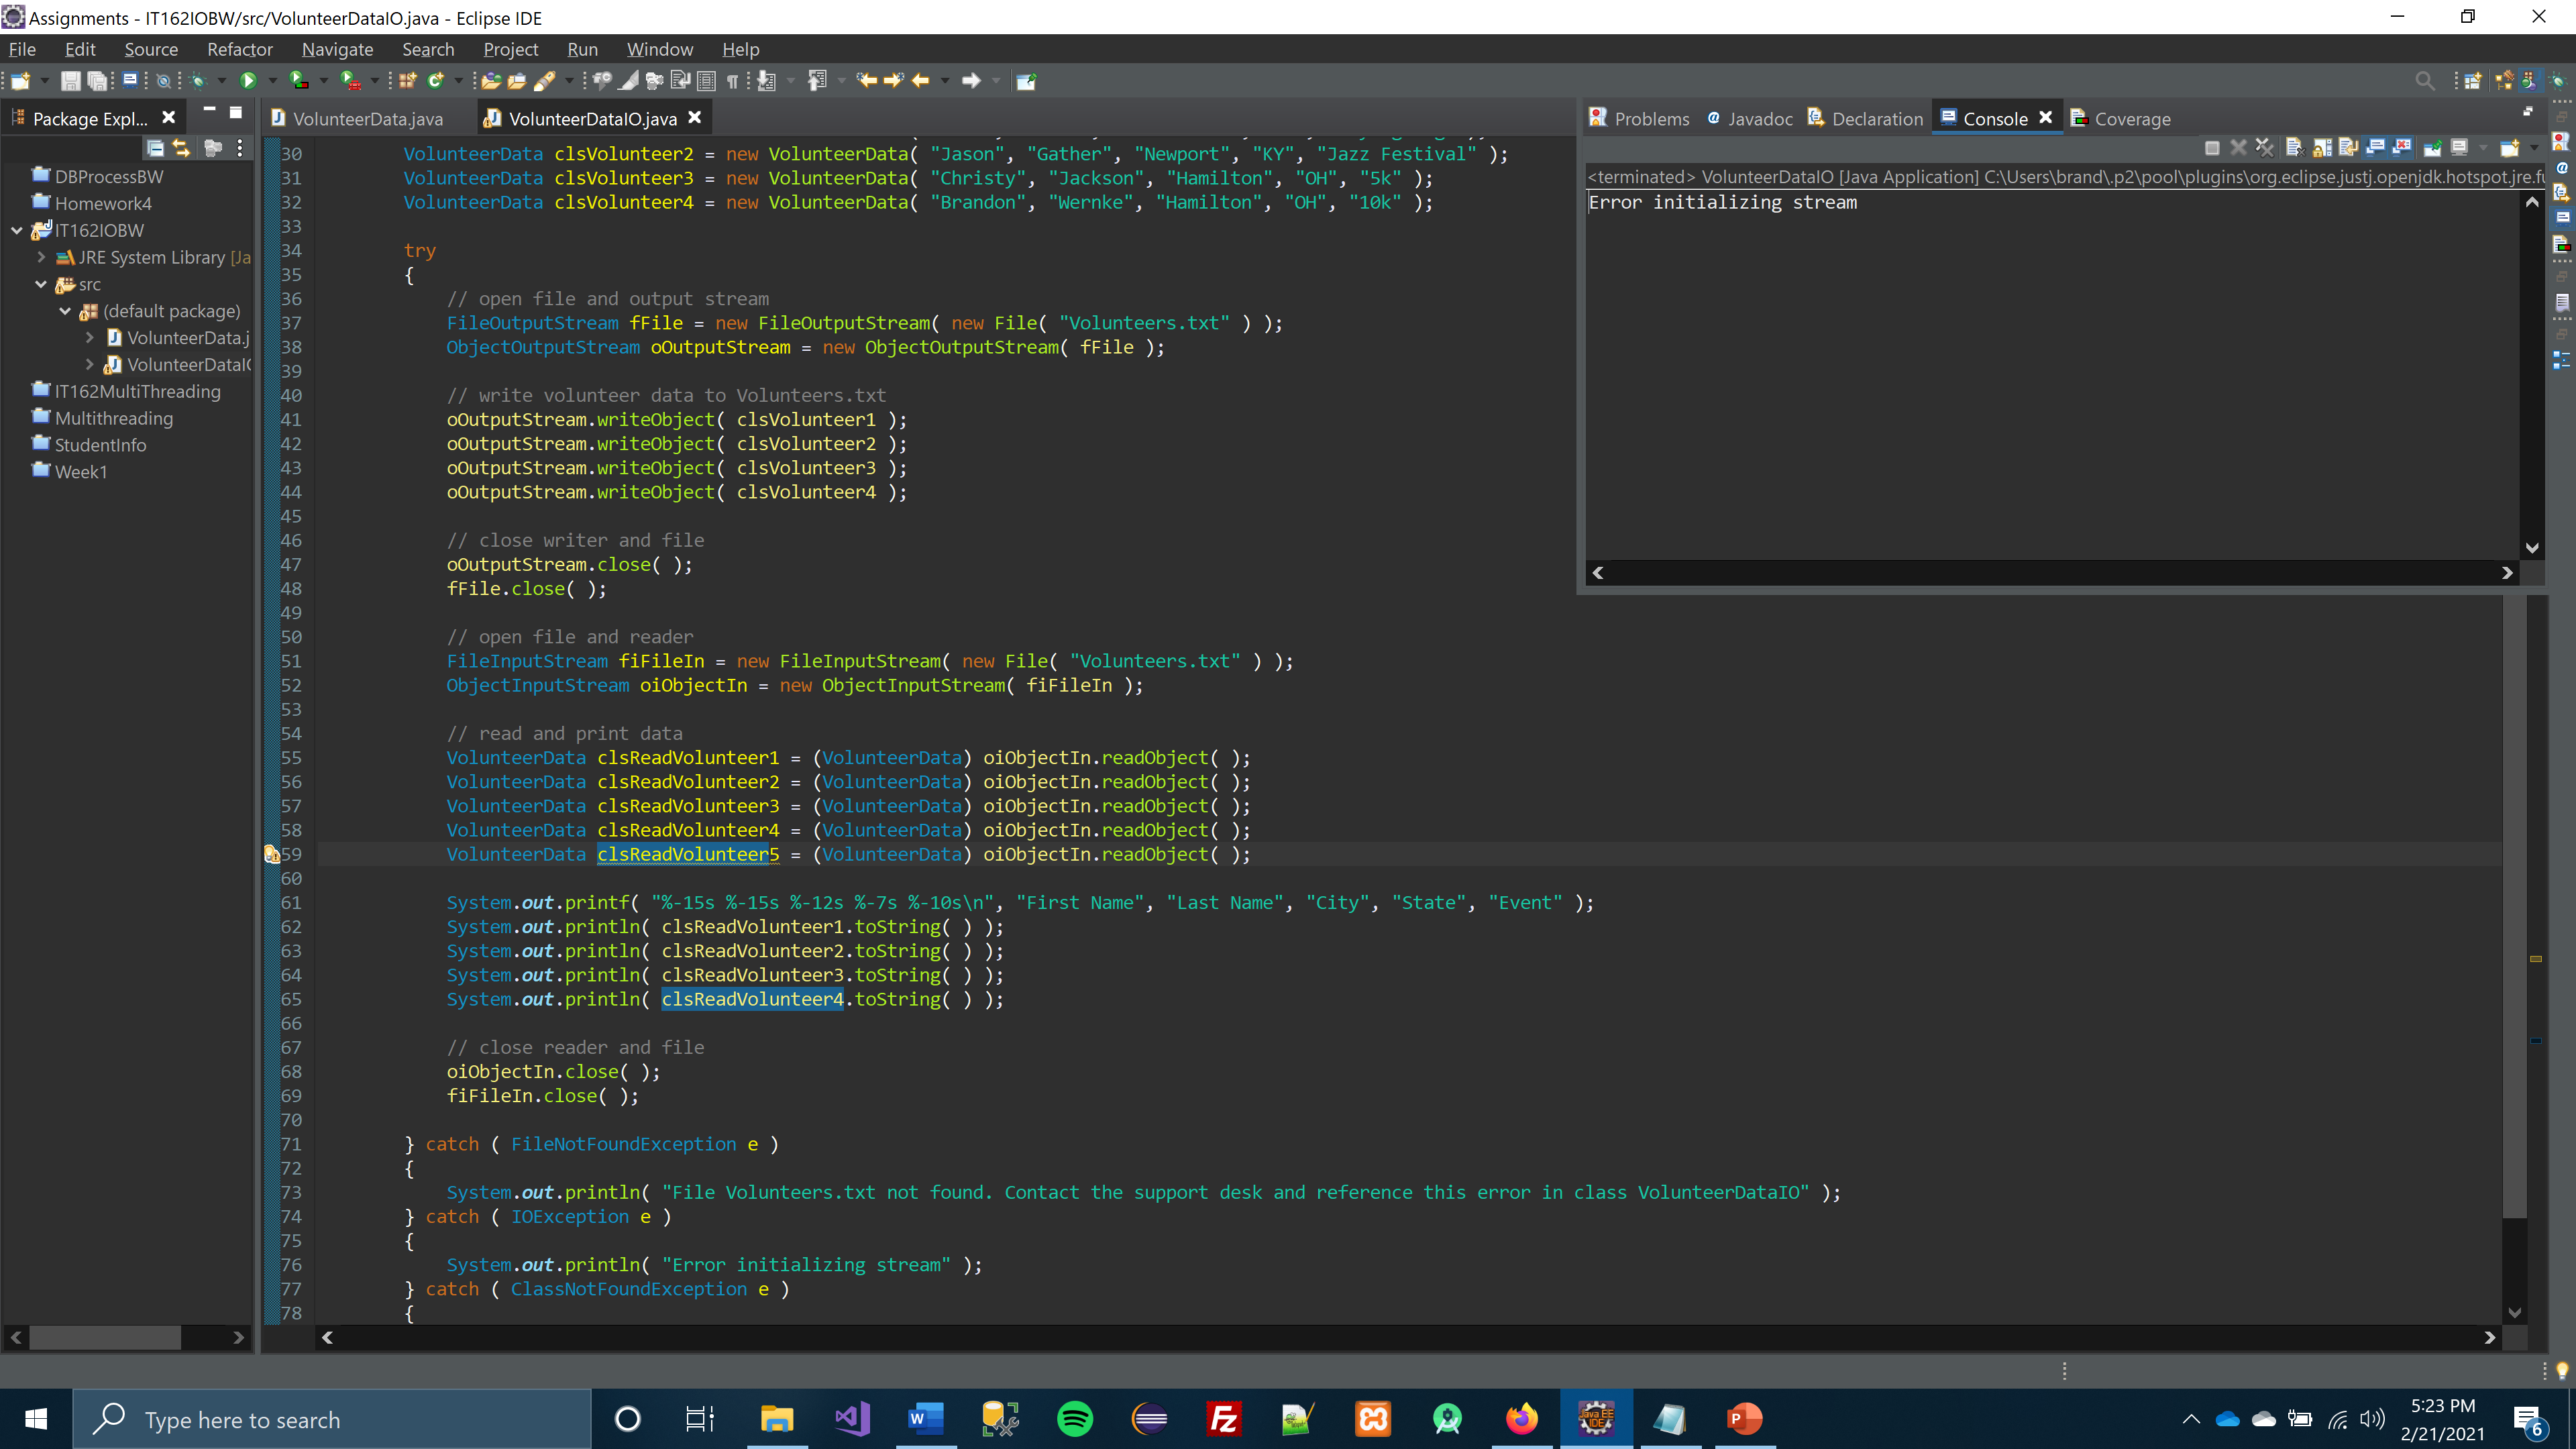 Assignments - IT162IOBW/src/VolunteerDataIO.java - Eclipse IDE
File Edit Source Refactor Navigate Search Project Run Window Help
Package Expl...
DBProcessBW
Homework4
IT162IOBW
JRE System Library [Ja
src
(default package)
VolunteerData.j
VolunteerDataI
IT162MultiThreading
Multithreading
StudentInfo
Week1
VolunteerData.java VolunteerDataIO.java
30 VolunteerData clsVolunteer2 = new VolunteerData( "Jason", "Gather", "Newport", "KY", "Jazz Festival" );
31 VolunteerData clsVolunteer3 = new VolunteerData( "Christy", "Jackson", "Hamilton", "OH", "5k" );
32 VolunteerData clsVolunteer4 = new VolunteerData( "Brandon", "Wernke", "Hamilton", "OH", "10k" );
33
34 try
35 {
36 // open file and output stream
37 FileOutputStream fFile = new FileOutputStream( new File( "Volunteers.txt" ) );
38 ObjectOutputStream oOutputStream = new ObjectOutputStream( fFile );
39
40 // write volunteer data to Volunteers.txt
41 oOutputStream.writeObject( clsVolunteer1 );
42 oOutputStream.writeObject( clsVolunteer2 );
43 oOutputStream.writeObject( clsVolunteer3 );
44 oOutputStream.writeObject( clsVolunteer4 );
45
46 // close writer and file
47 oOutputStream.close( );
48 fFile.close( );
49
50 // open file and reader
51 FileInputStream fiFileIn = new FileInputStream( new File( "Volunteers.txt" ) );
52 ObjectInputStream oiObjectIn = new ObjectInputStream( fiFileIn );
53
54 // read and print data
55 VolunteerData clsReadVolunteer1 = (VolunteerData) oiObjectIn.readObject( );
56 VolunteerData clsReadVolunteer2 = (VolunteerData) oiObjectIn.readObject( );
57 VolunteerData clsReadVolunteer3 = (VolunteerData) oiObjectIn.readObject( );
58 VolunteerData clsReadVolunteer4 = (VolunteerData) oiObjectIn.readObject( );
59 VolunteerData clsReadVolunteer5 = (VolunteerData) oiObjectIn.readObject( );
60
61 System.out.printf( "%-15s %-15s %-12s %-7s %-10s\n", "First Name", "Last Name", "City", "State", "Event" );
62 System.out.println( clsReadVolunteer1.toString( ) );
63 System.out.println( clsReadVolunteer2.toString( ) );
64 System.out.println( clsReadVolunteer3.toString( ) );
65 System.out.println( clsReadVolunteer4.toString( ) );
66
67 // close reader and file
68 oiObjectIn.close( );
69 fiFileIn.close( );
70
71 } catch ( FileNotFoundException e )
72 {
73 System.out.println( "File Volunteers.txt not found. Contact the support desk and reference this error in class VolunteerDataIO" );
74 } catch ( IOException e )
75 {
76 System.out.println( "Error initializing stream" );
77 } catch ( ClassNotFoundException e )
78 {
Problems Javadoc Declaration Console Coverage
<terminated> VolunteerDataIO [Java Application] C:\Users\brand\.p2\pool\plugins\org.eclipse.justj.openjdk.hotspot.jre.fu
Error initializing stream
Type here to search
5:23 PM
2/21/2021
6